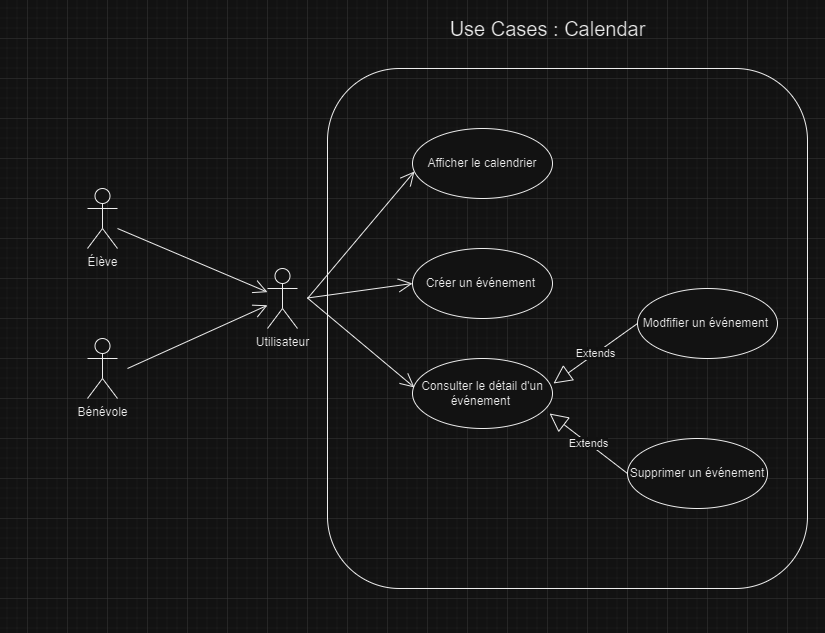 Use Cases : Calendar
Afficher le calendrier
Élève
Créer un événement
Utilisateur
Modfifier un événement
Extends
Consulter le détail d'un
événement
Bénévole
Extends
Supprimer un événement